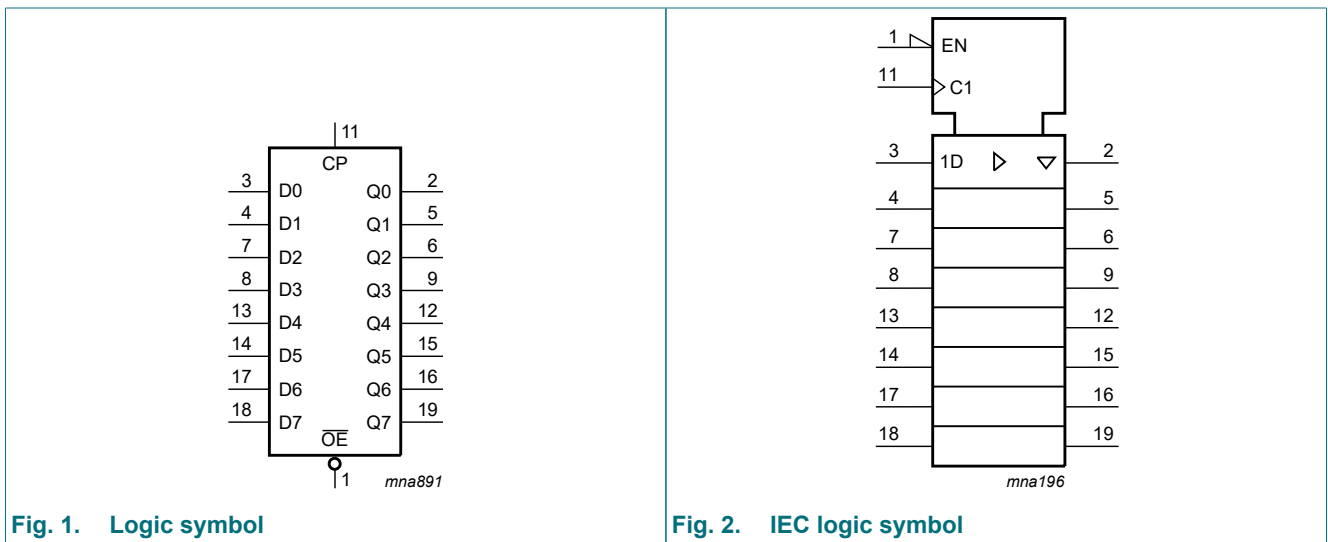 11
CP
3 D0 Q0 2
4 D1 Q1 5
7 D2 Q2 6
8 D3 Q3 9
13 D4 Q4 12
14 D5 Q5 15
17 D6 Q6 16
18 D7 Q7 19
O̅E̅
1 mna891
Fig. 1. Logic symbol
1 EN
11 C1
3 1D 2
4 5
7 6
8 9
13 12
14 15
17 16
18 19
mna196
Fig. 2. IEC logic symbol